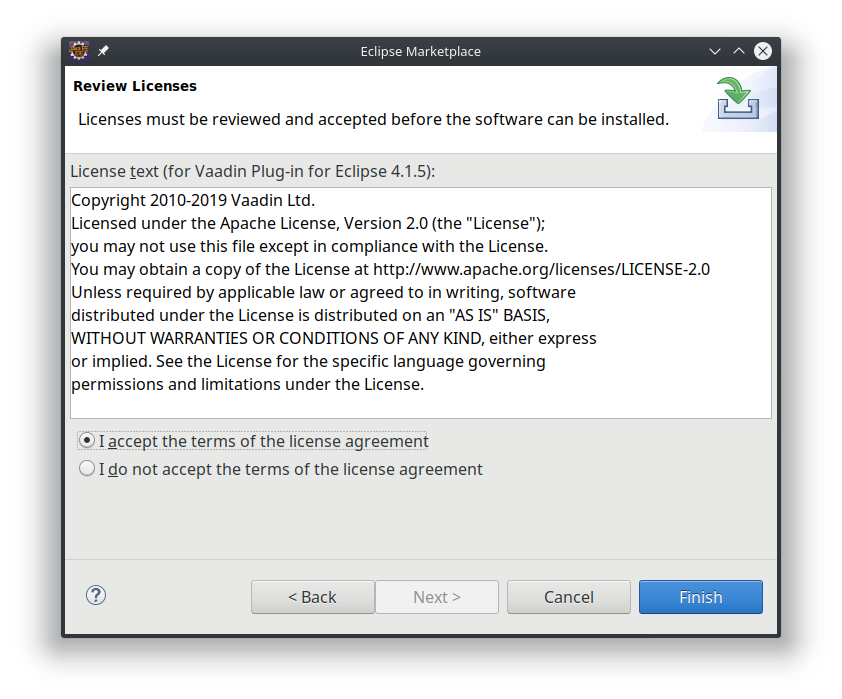 Eclipse Marketplace
Review Licenses
Licenses must be reviewed and accepted before the software can be installed.
License text (for Vaadin Plug-in for Eclipse 4.1.5):
Copyright 2010-2019 Vaadin Ltd.
Licensed under the Apache License, Version 2.0 (the "License");
you may not use this file except in compliance with the License.
You may obtain a copy of the License at http://www.apache.org/licenses/LICENSE-2.0
Unless required by applicable law or agreed to in writing, software
distributed under the License is distributed on an "AS IS" BASIS,
WITHOUT WARRANTIES OR CONDITIONS OF ANY KIND, either express
or implied. See the License for the specific language governing
permissions and limitations under the License.
I accept the terms of the license agreement
I do not accept the terms of the license agreement
?
< Back
Next >
Cancel
Finish